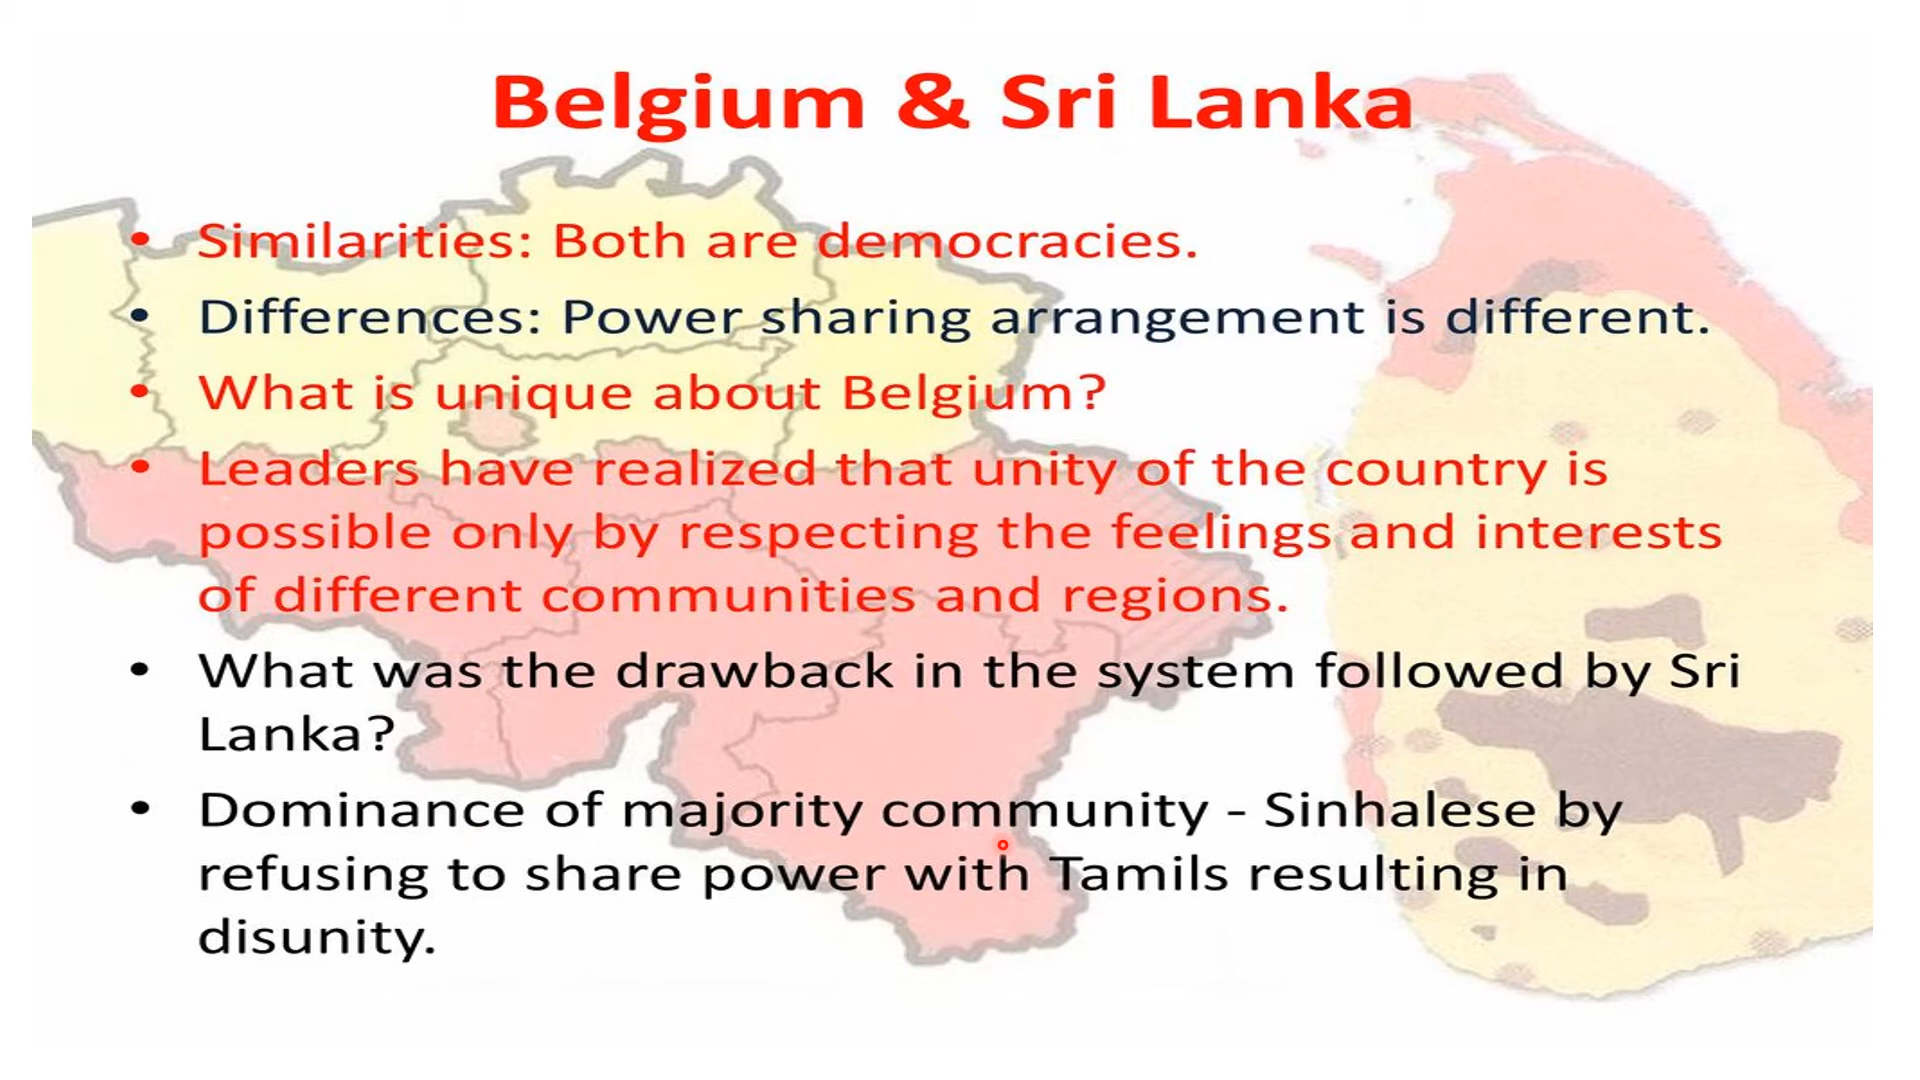 Belgium & Sri Lanka
• Similarities: Both are democracies.
• Differences: Power sharing arrangement is different.
• What is unique about Belgium?
• Leaders have realized that unity of the country is
possible only by respecting the feelings and interests
of different communities and regions.
• What was the drawback in the system followed by Sri
Lanka?
• Dominance of majority community - Sinhalese by
refusing to share power with Tamils resulting in
disunity.